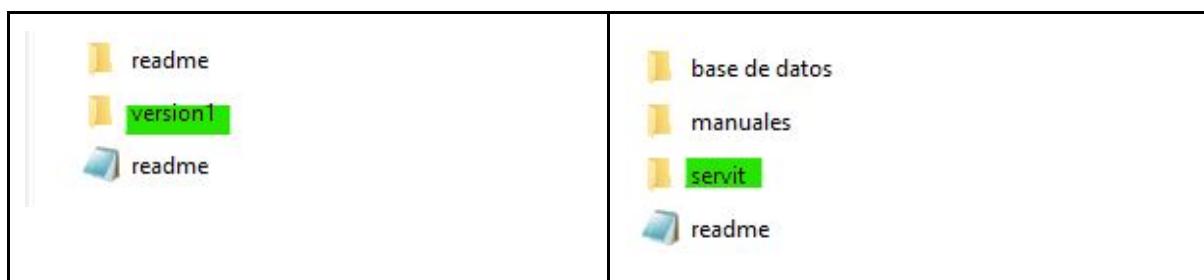 readme
version1
readme
base de datos
manuales
servit
readme